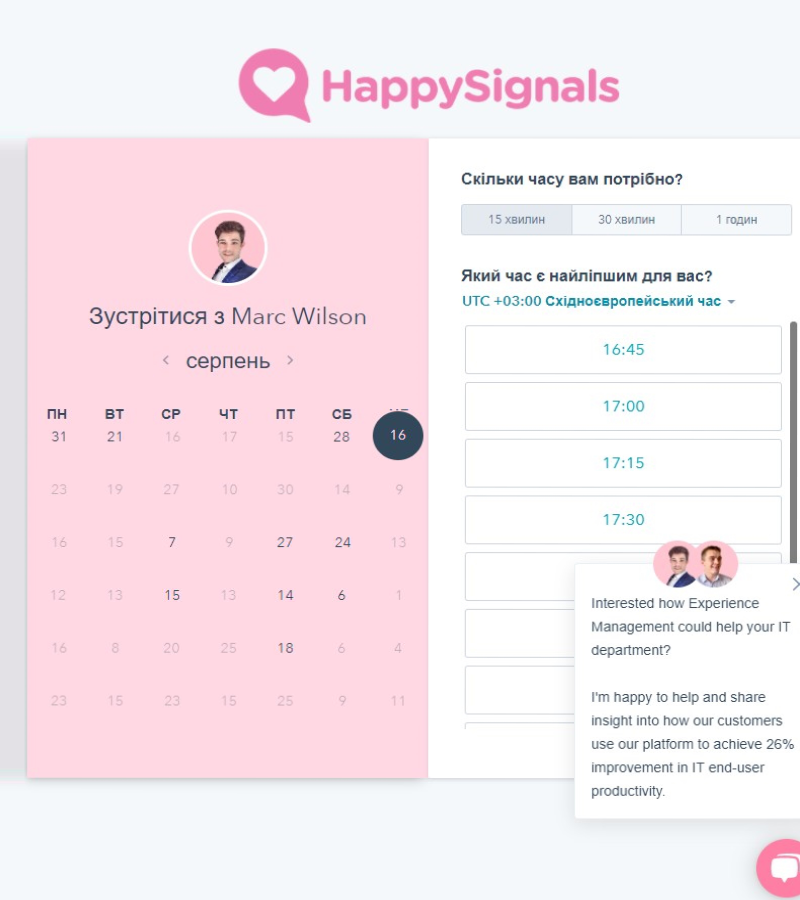 HappySignals
Зустрітися з Marc Wilson
серпень
ПН ВТ СР ЧТ ПТ СБ
31 21 16 17 15 28 16
23 19 27 10 30 14 9
16 15 7 9 27 24 13
12 13 15 13 14 6 1
16 8 20 25 18 6 4
23 15 23 15 25 9 11
Скільки часу вам потрібно?
15 хвилин 30 хвилин 1 годин
Який час є найліпшим для вас?
UTC +03:00 Східноєвропейський час
16:45
17:00
17:15
17:30
Interested how Experience
Management could help your IT
department?
I'm happy to help and share
insight into how our customers
use our platform to achieve 26%
improvement in IT end-user
productivity.